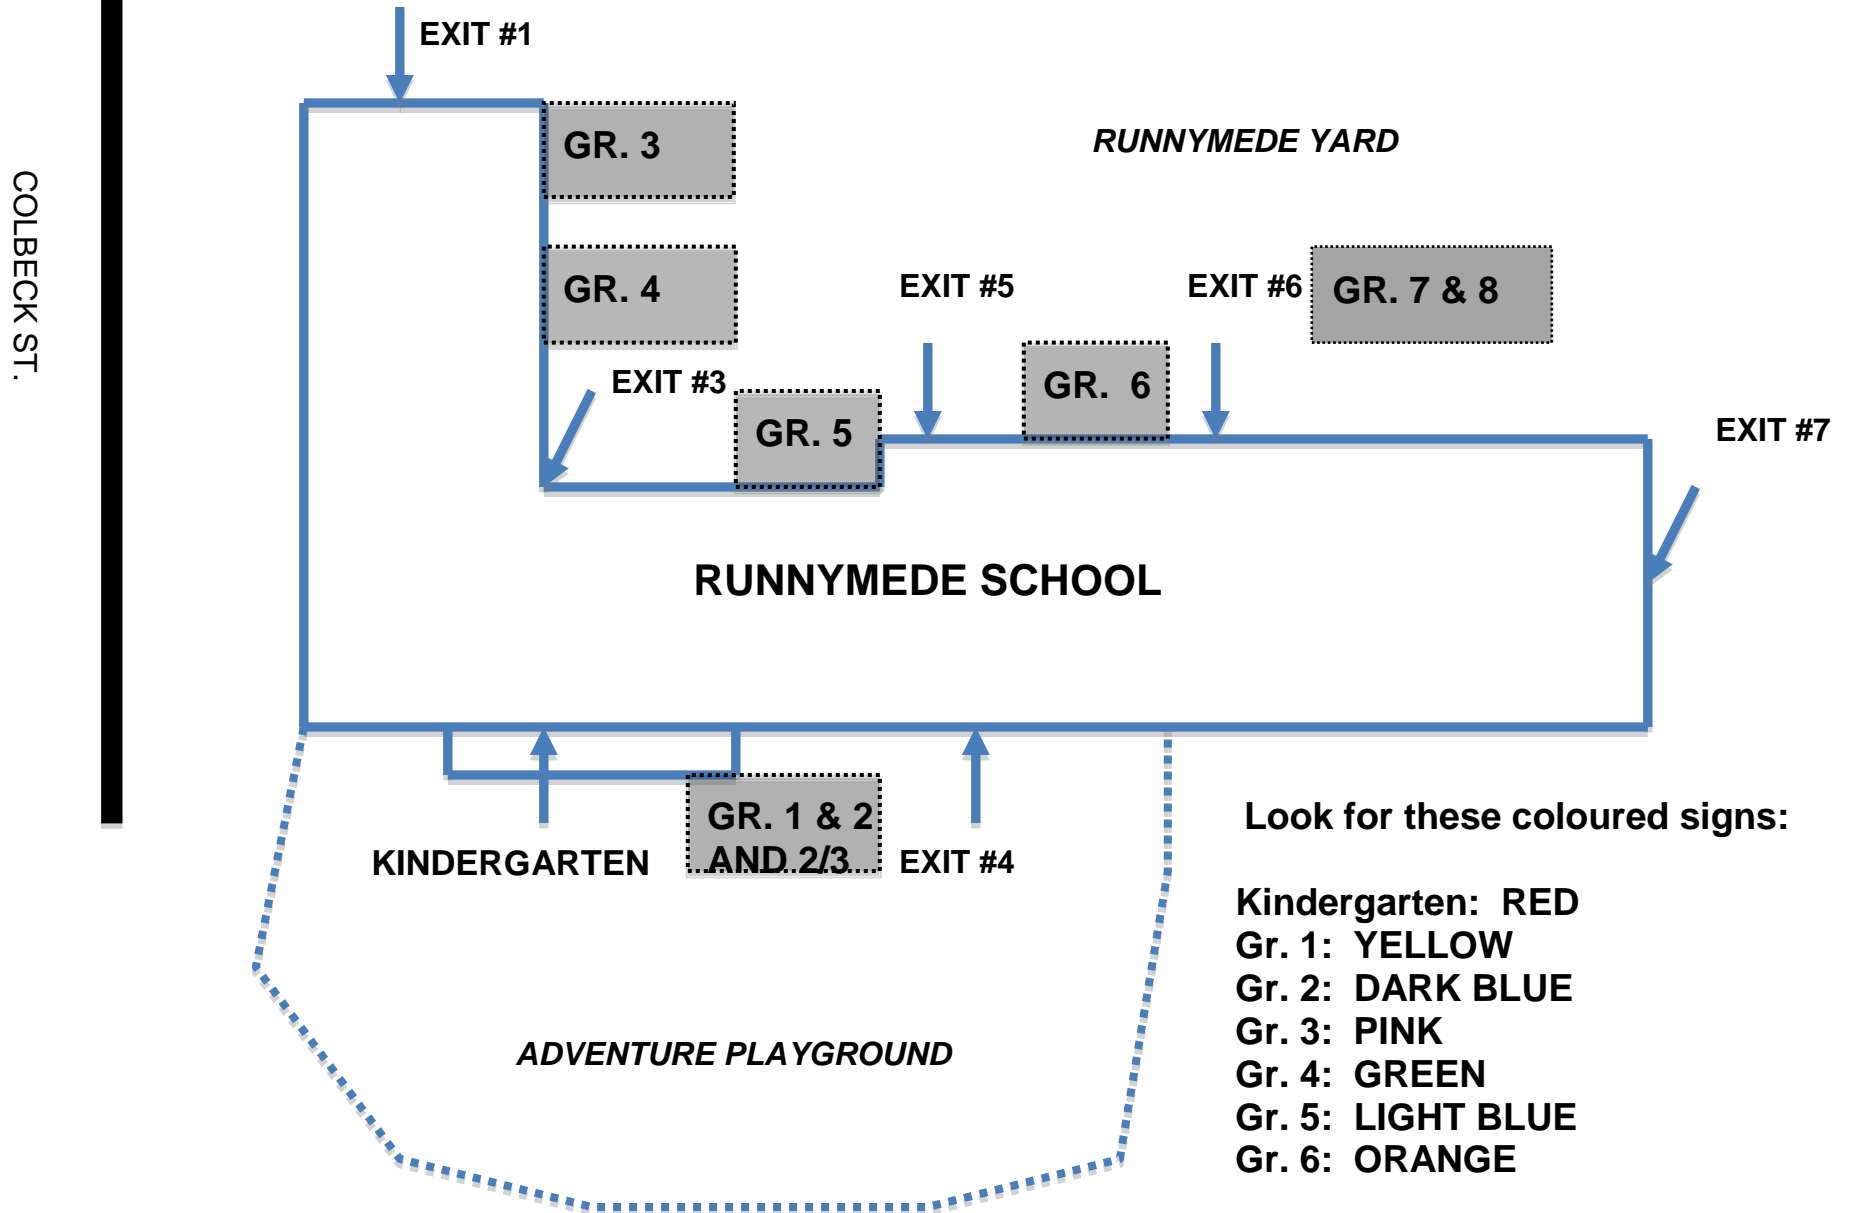 EXIT #1
GR. 3
RUNNYMEDE YARD
COLBECK ST.
GR. 4
EXIT #5
EXIT #6
GR. 7 & 8
EXIT #3
GR.  6
GR. 5
EXIT #7
RUNNYMEDE SCHOOL
GR. 1 & 2
AND 2/3
KINDERGARTEN
EXIT #4
Look for these coloured signs:
Kindergarten:  RED
Gr. 1:  YELLOW
Gr. 2:  DARK BLUE
Gr. 3:  PINK
Gr. 4:  GREEN
Gr. 5:  LIGHT BLUE
Gr. 6:  ORANGE
ADVENTURE PLAYGROUND